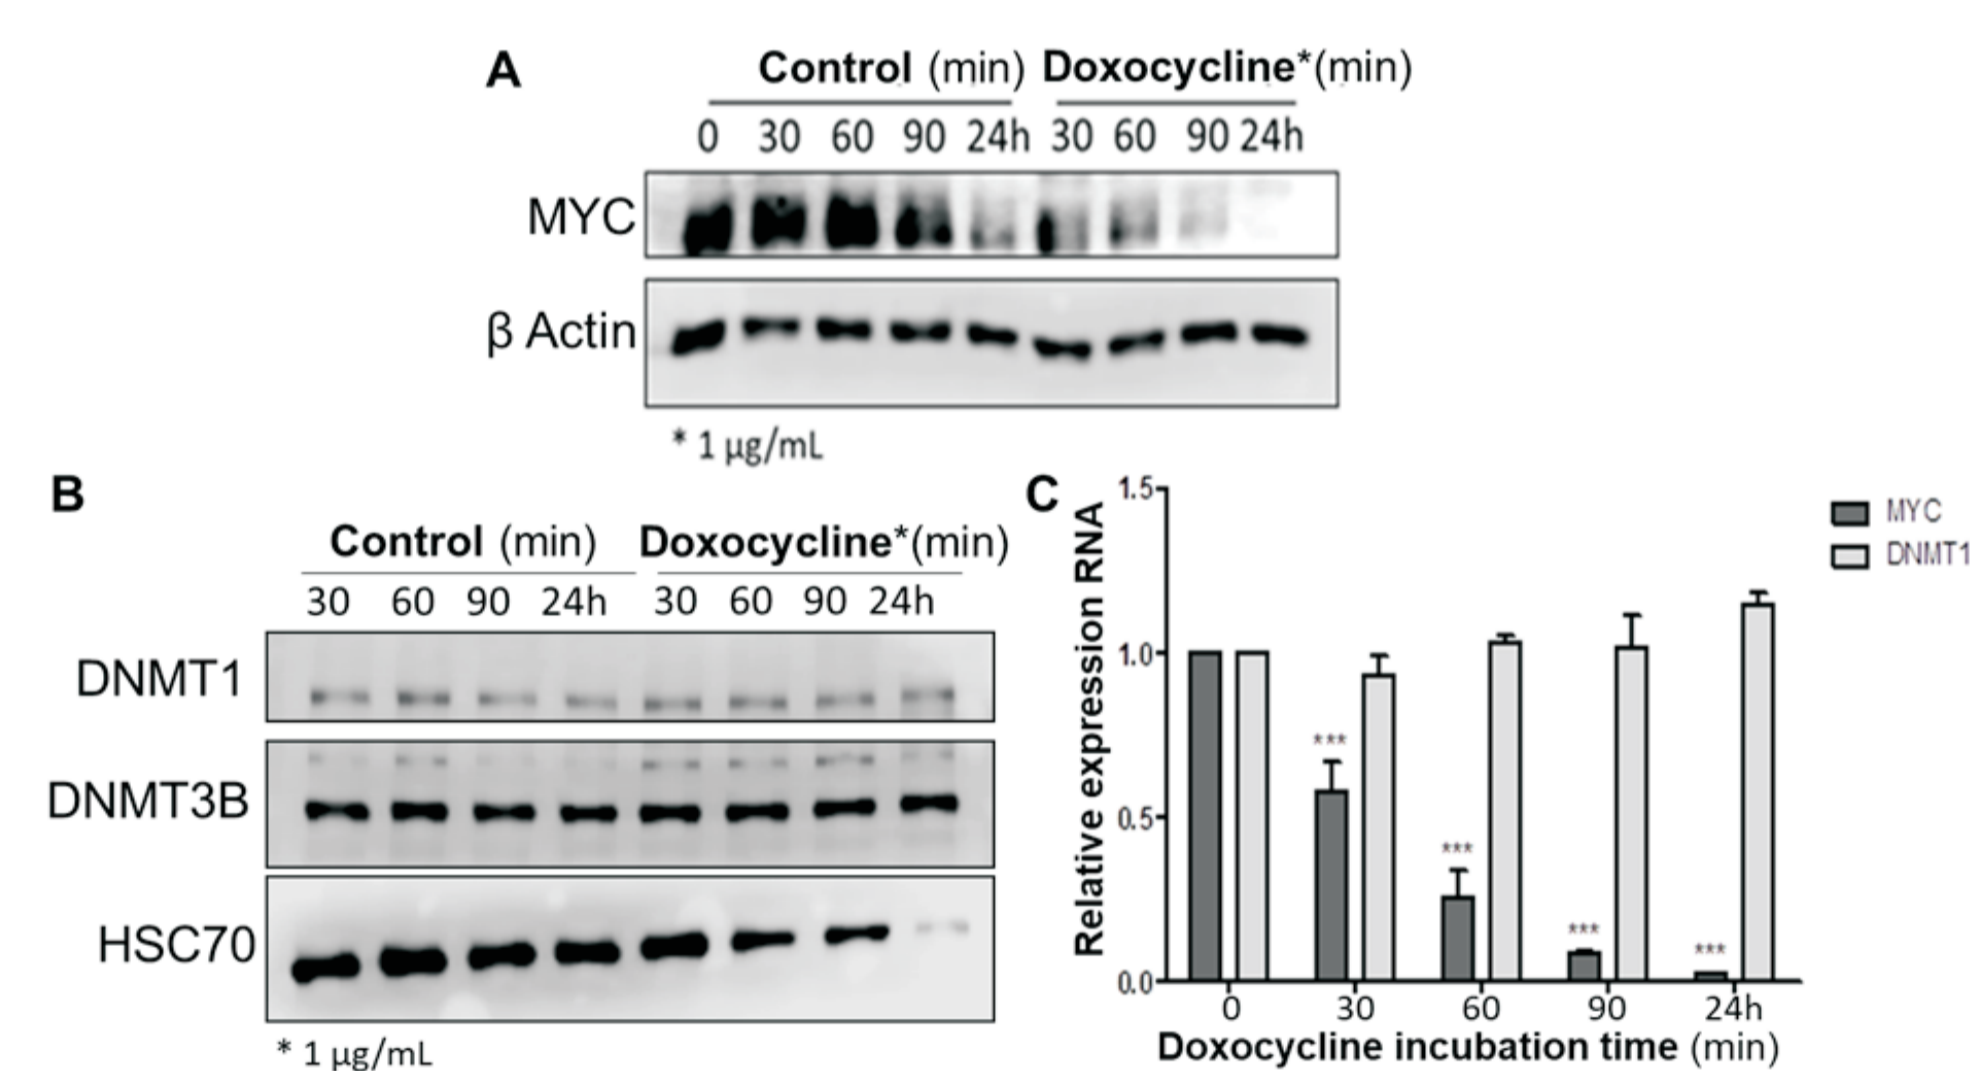 A
Control (min) Doxocycline*(min)
0 30 60 90 24h 30 60 90 24h
MYC
β Actin
* 1 µg/mL
B
Control (min) Doxocycline*(min)
30 60 90 24h 30 60 90 24h
DNMT1
DNMT3B
HSC70
* 1 µg/mL
C
Relative expression RNA
1.5
1.0
0.5
0.0
MYC
DNMT1
***
***
***
***
0 30 60 90 24h
Doxocycline incubation time (min)